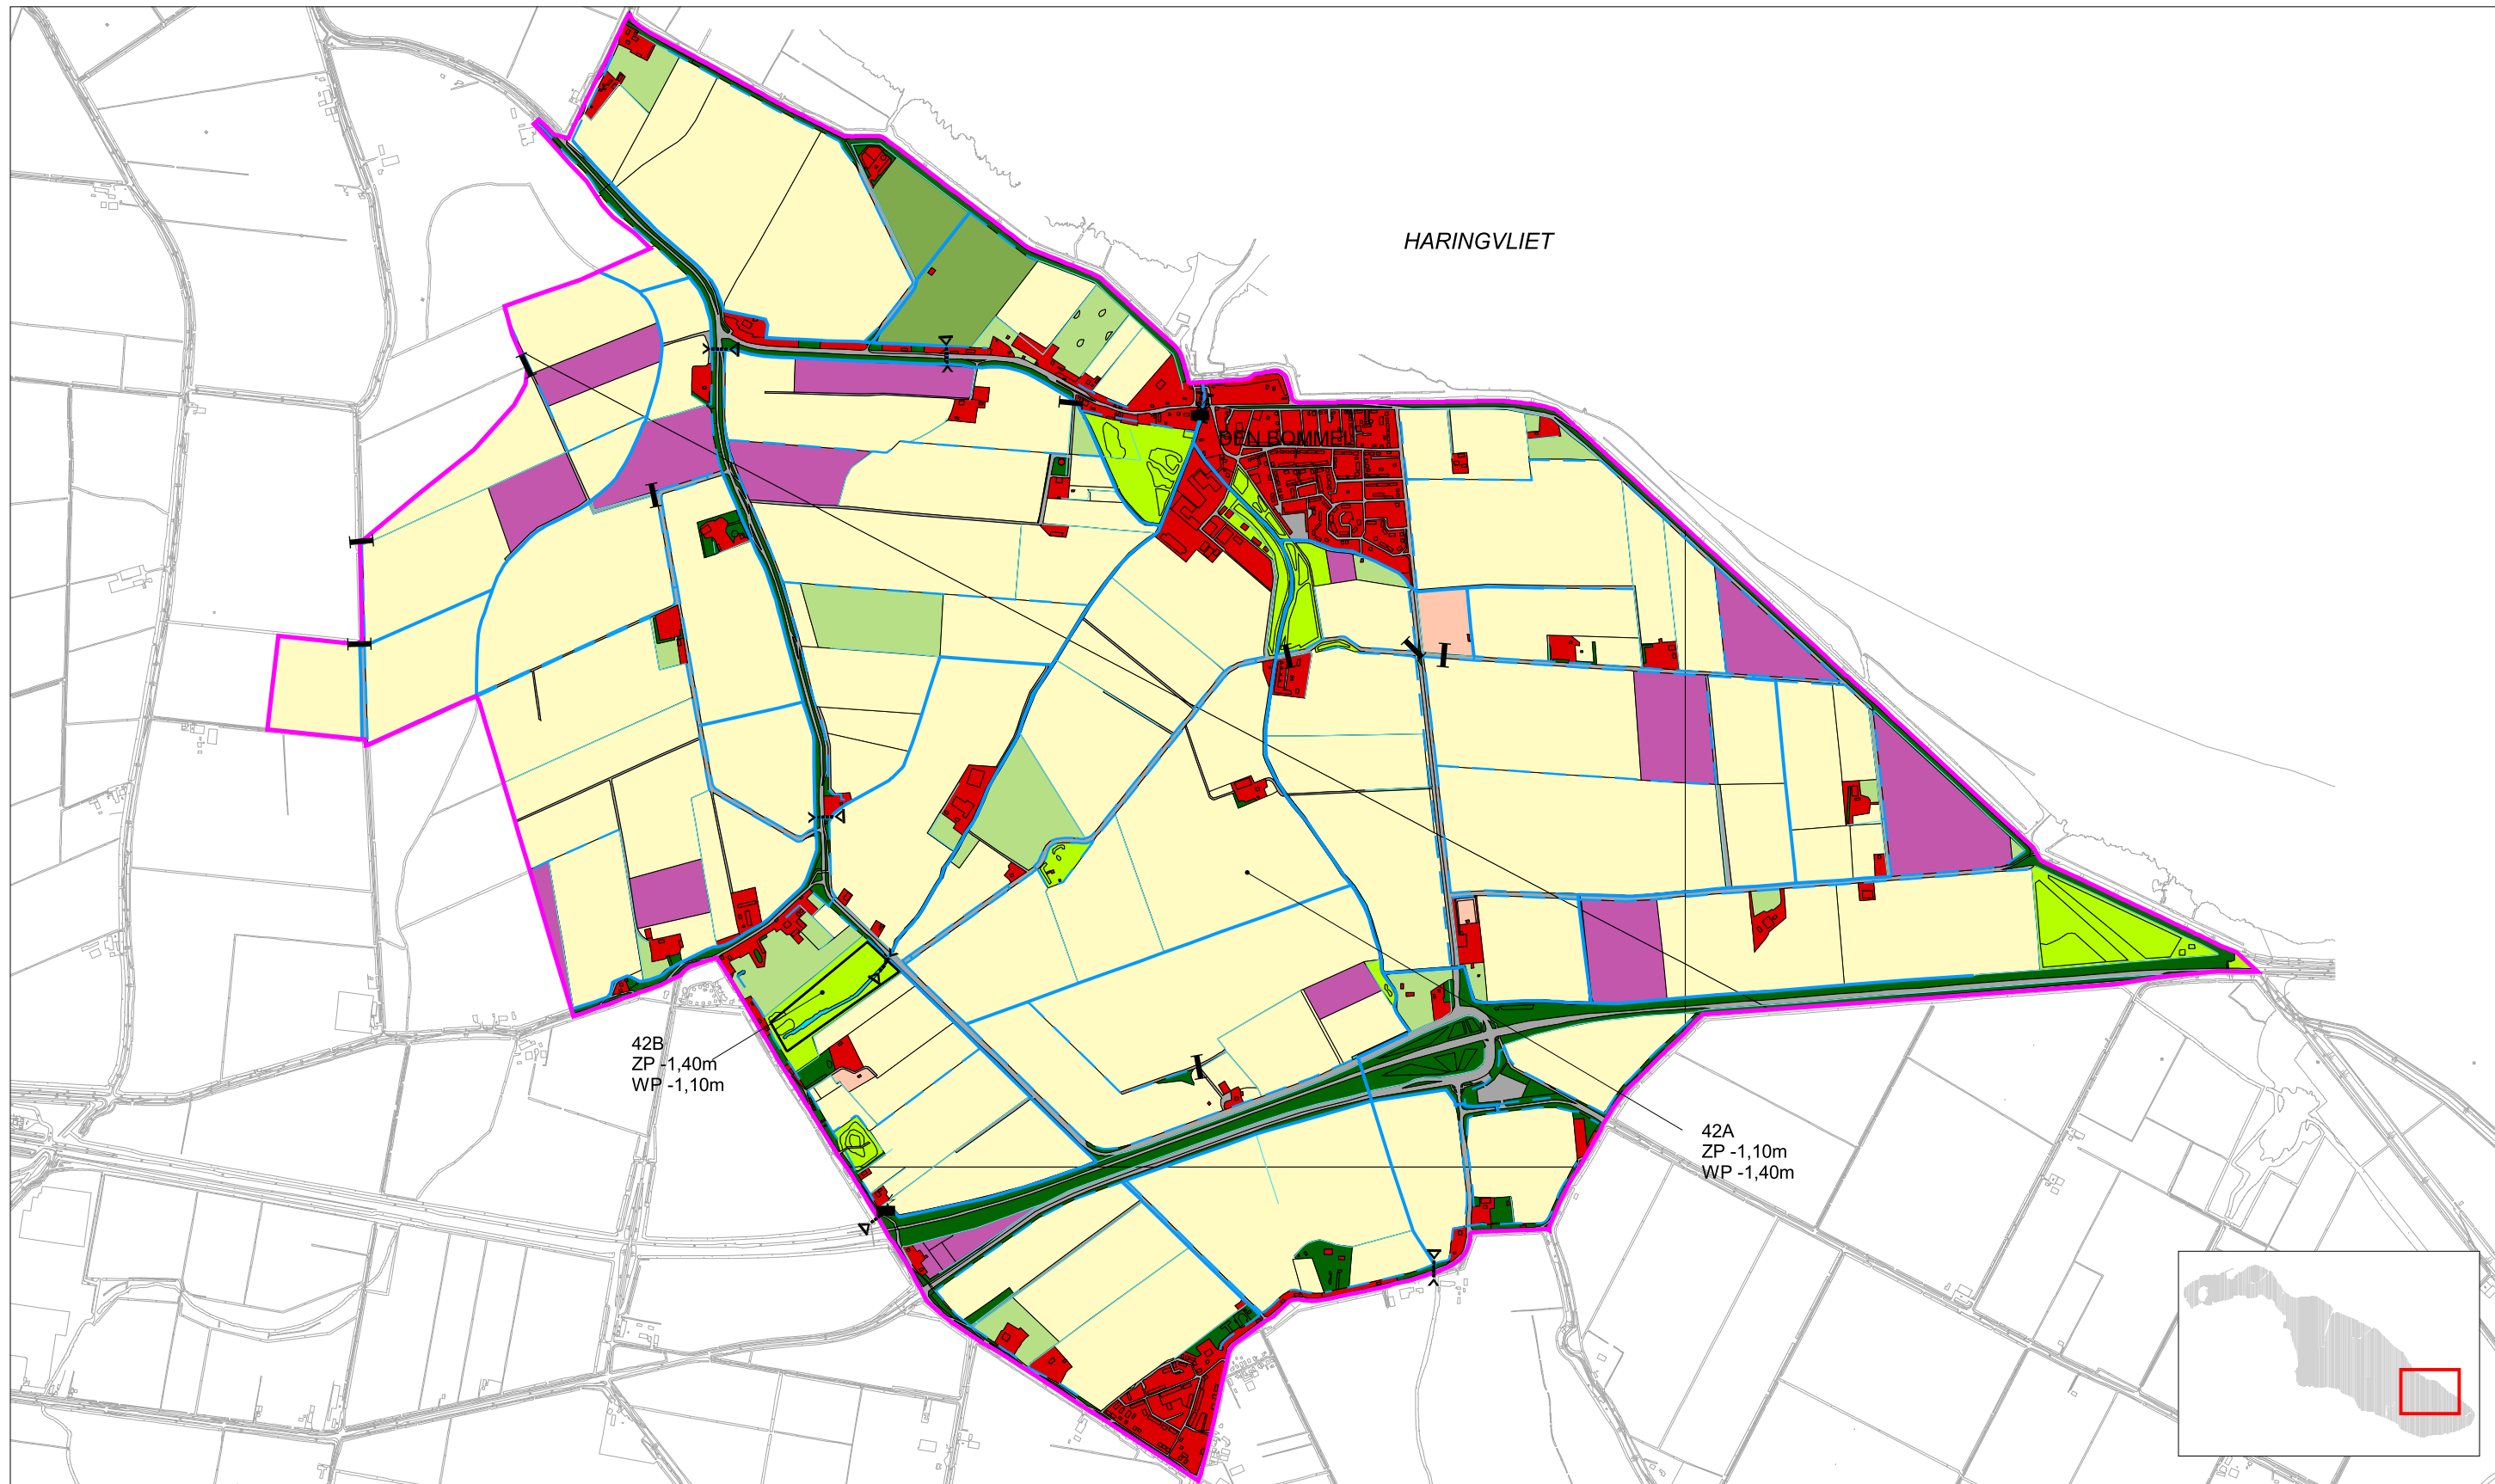 HARINGVLIET
DEN BOMMEL
42B
ZP -1,40m
WP -1,10m
42A
ZP -1,10m
WP -1,40m